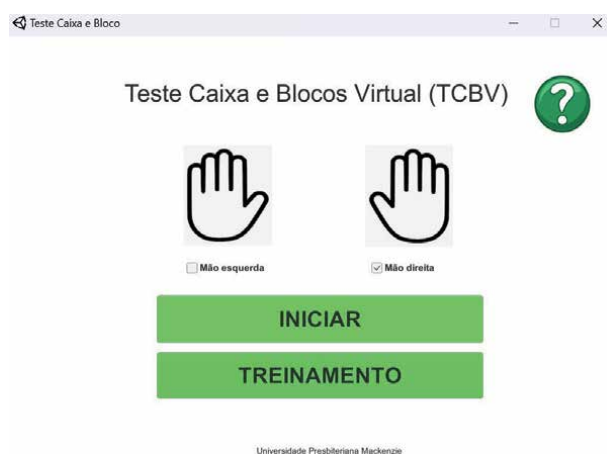 Teste Caixa e Bloco
Teste Caixa e Blocos Virtual (TCBV)
?
Mão esquerda
Mão direita
INICIAR
TREINAMENTO
Universidade Presbiteriana Mackenzie